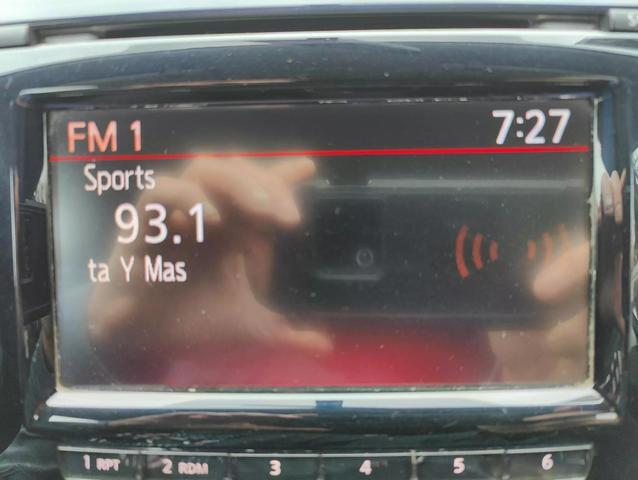 FM 1 7:27
Sports
93.1
ta Y Mas
1 RPT 2 RDM 3 4 5 6